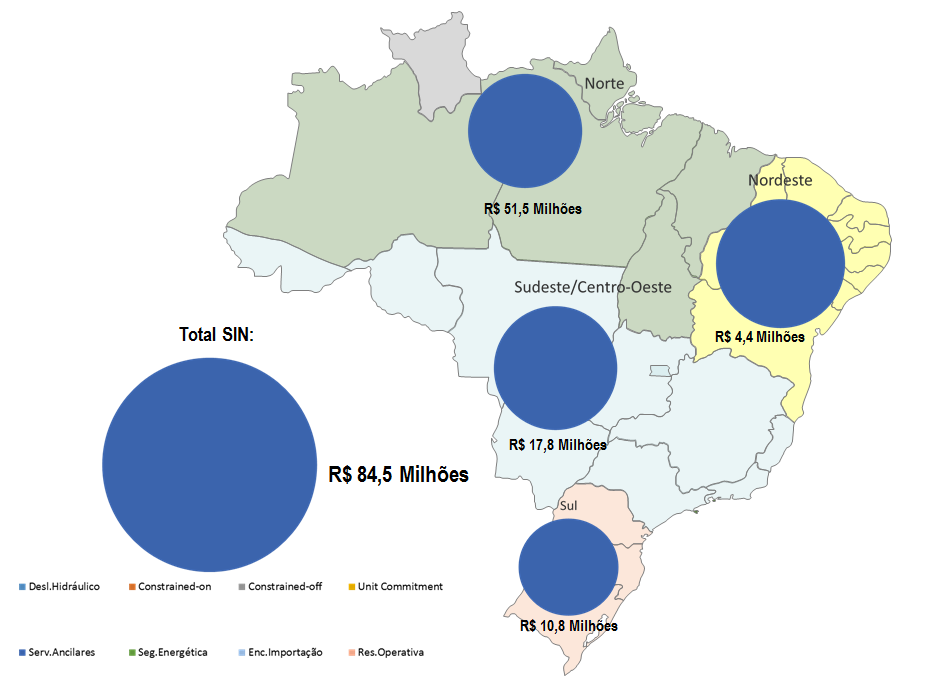 Norte
R$ 51,5 Milhões
Nordeste
R$ 4,4 Milhões
Sudeste/Centro-Oeste
R$ 17,8 Milhões
Total SIN:
R$ 84,5 Milhões
Sul
R$ 10,8 Milhões
Desl.Hidráulico Constrained-on Constrained-off Unit Commitment
Serv.Ancilares Seg.Energética Enc.Importação Res.Operativa